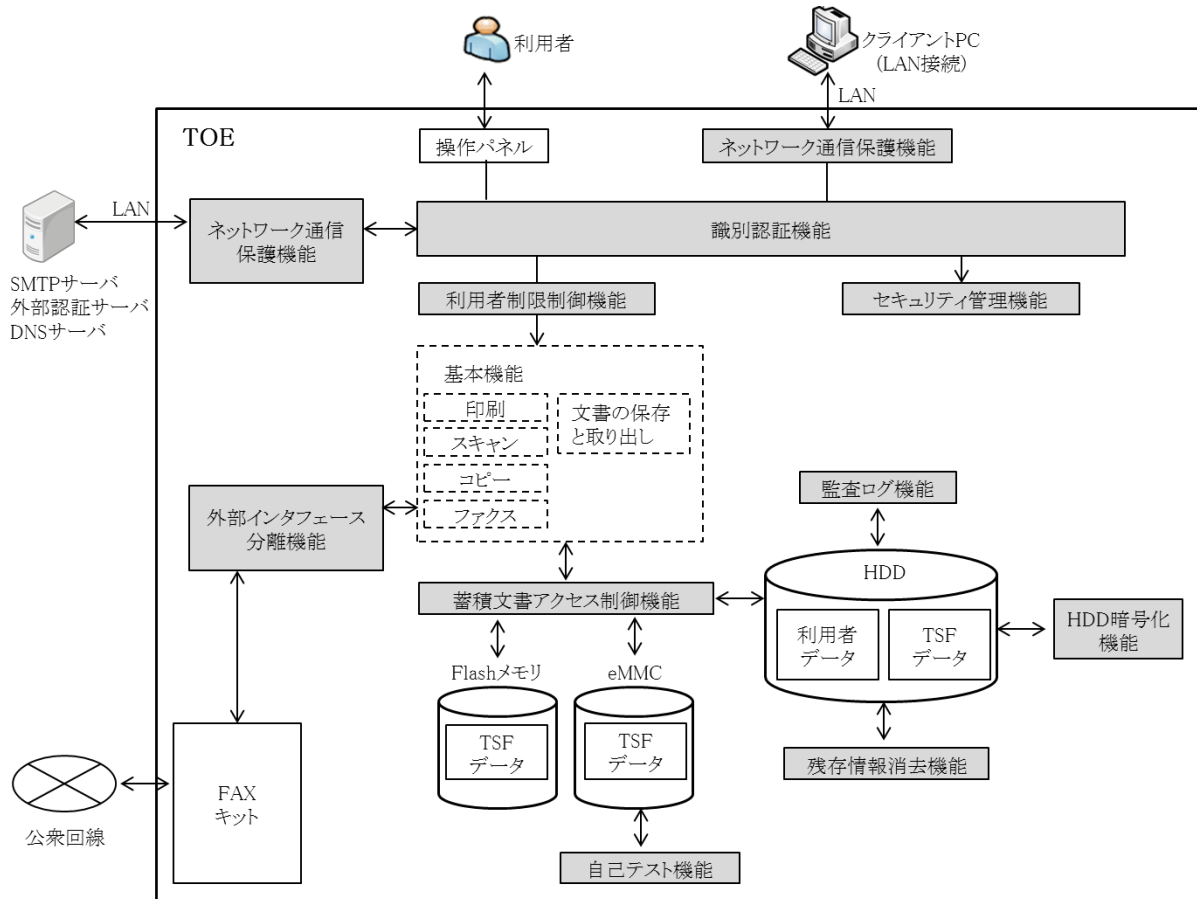 利用者
クライアントPC
(LAN接続)
LAN
TOE
操作パネル
ネットワーク通信保護機能
LAN
ネットワーク通信
保護機能
識別認証機能
SMTPサーバ
外部認証サーバ
DNSサーバ
利用者制限制御機能
セキュリティ管理機能
基本機能
印刷
スキャン
コピー
ファクス
文書の保存
と取り出し
外部インタフェース
分離機能
監査ログ機能
HDD
利用者
データ
TSF
データ
HDD暗号化
機能
蓄積文書アクセス制御機能
Flashメモリ
eMMC
TSF
データ
TSF
データ
残存情報消去機能
FAX
キット
公衆回線
自己テスト機能